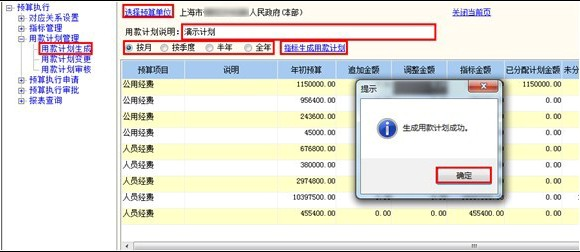 预算执行
对应关系设置
指标管理
用款计划管理
用款计划生成
用款计划变更
用款计划审核
预算执行申请
预算执行审批
报表查询
选择预算单位 上海市 人民政府(本部) 关闭当前页
用款计划说明: 演示计划
按月 按季度 半年 全年 指标生成用款计划
预算项目 说明 年初预算 追加金额 调整金额 指标金额 已分配计划金额 未分
公用经费 1150000.00 1150000.00
公用经费 956400.00 0.00
公用经费 243600.00 0.00
公用经费 45000.00 0.00
人员经费 676800.00 0.00
人员经费 380000.00 0.00
人员经费 2974800.00 0.00
人员经费 10397500.00 0.00
人员经费 455400.00 0.00 0.00 455400.00 0.00
提示
生成用款计划成功。
确定